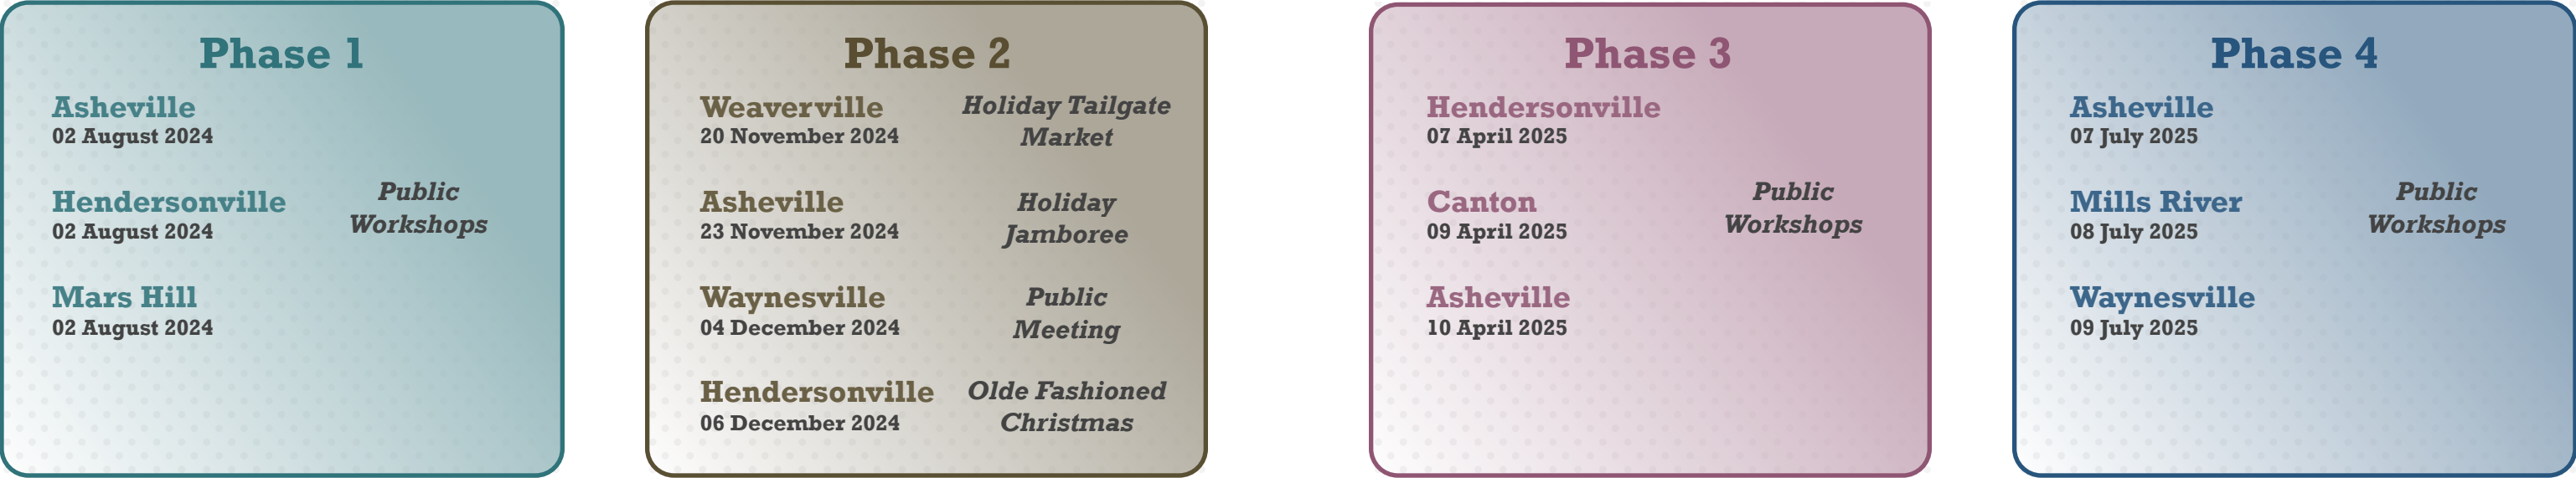 Phase 1
Asheville
02 August 2024
Hendersonville
02 August 2024
Mars Hill
02 August 2024
Public
Workshops
Phase 2
Weaverville
20 November 2024
Holiday Tailgate
Market
Asheville
23 November 2024
Holiday
Jamboree
Waynesville
04 December 2024
Public
Meeting
Hendersonville
06 December 2024
Olde Fashioned
Christmas
Phase 3
Hendersonville
07 April 2025
Canton
09 April 2025
Asheville
10 April 2025
Public
Workshops
Phase 4
Asheville
07 July 2025
Mills River
08 July 2025
Waynesville
09 July 2025
Public
Workshops